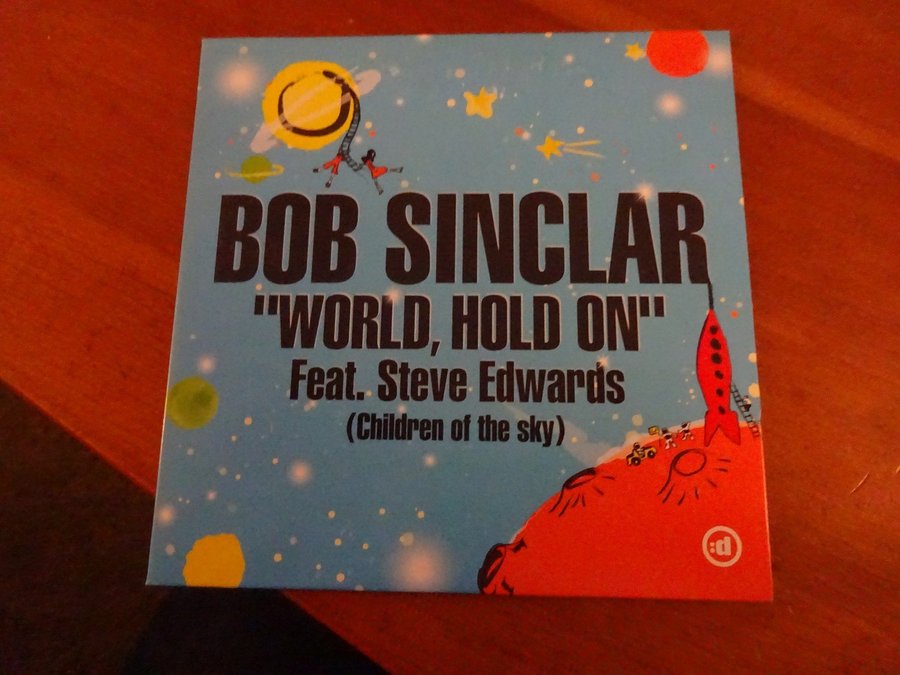 BOB SINCLAR
"WORLD, HOLD ON"
Feat. Steve Edwards
(Children of the sky)
:d